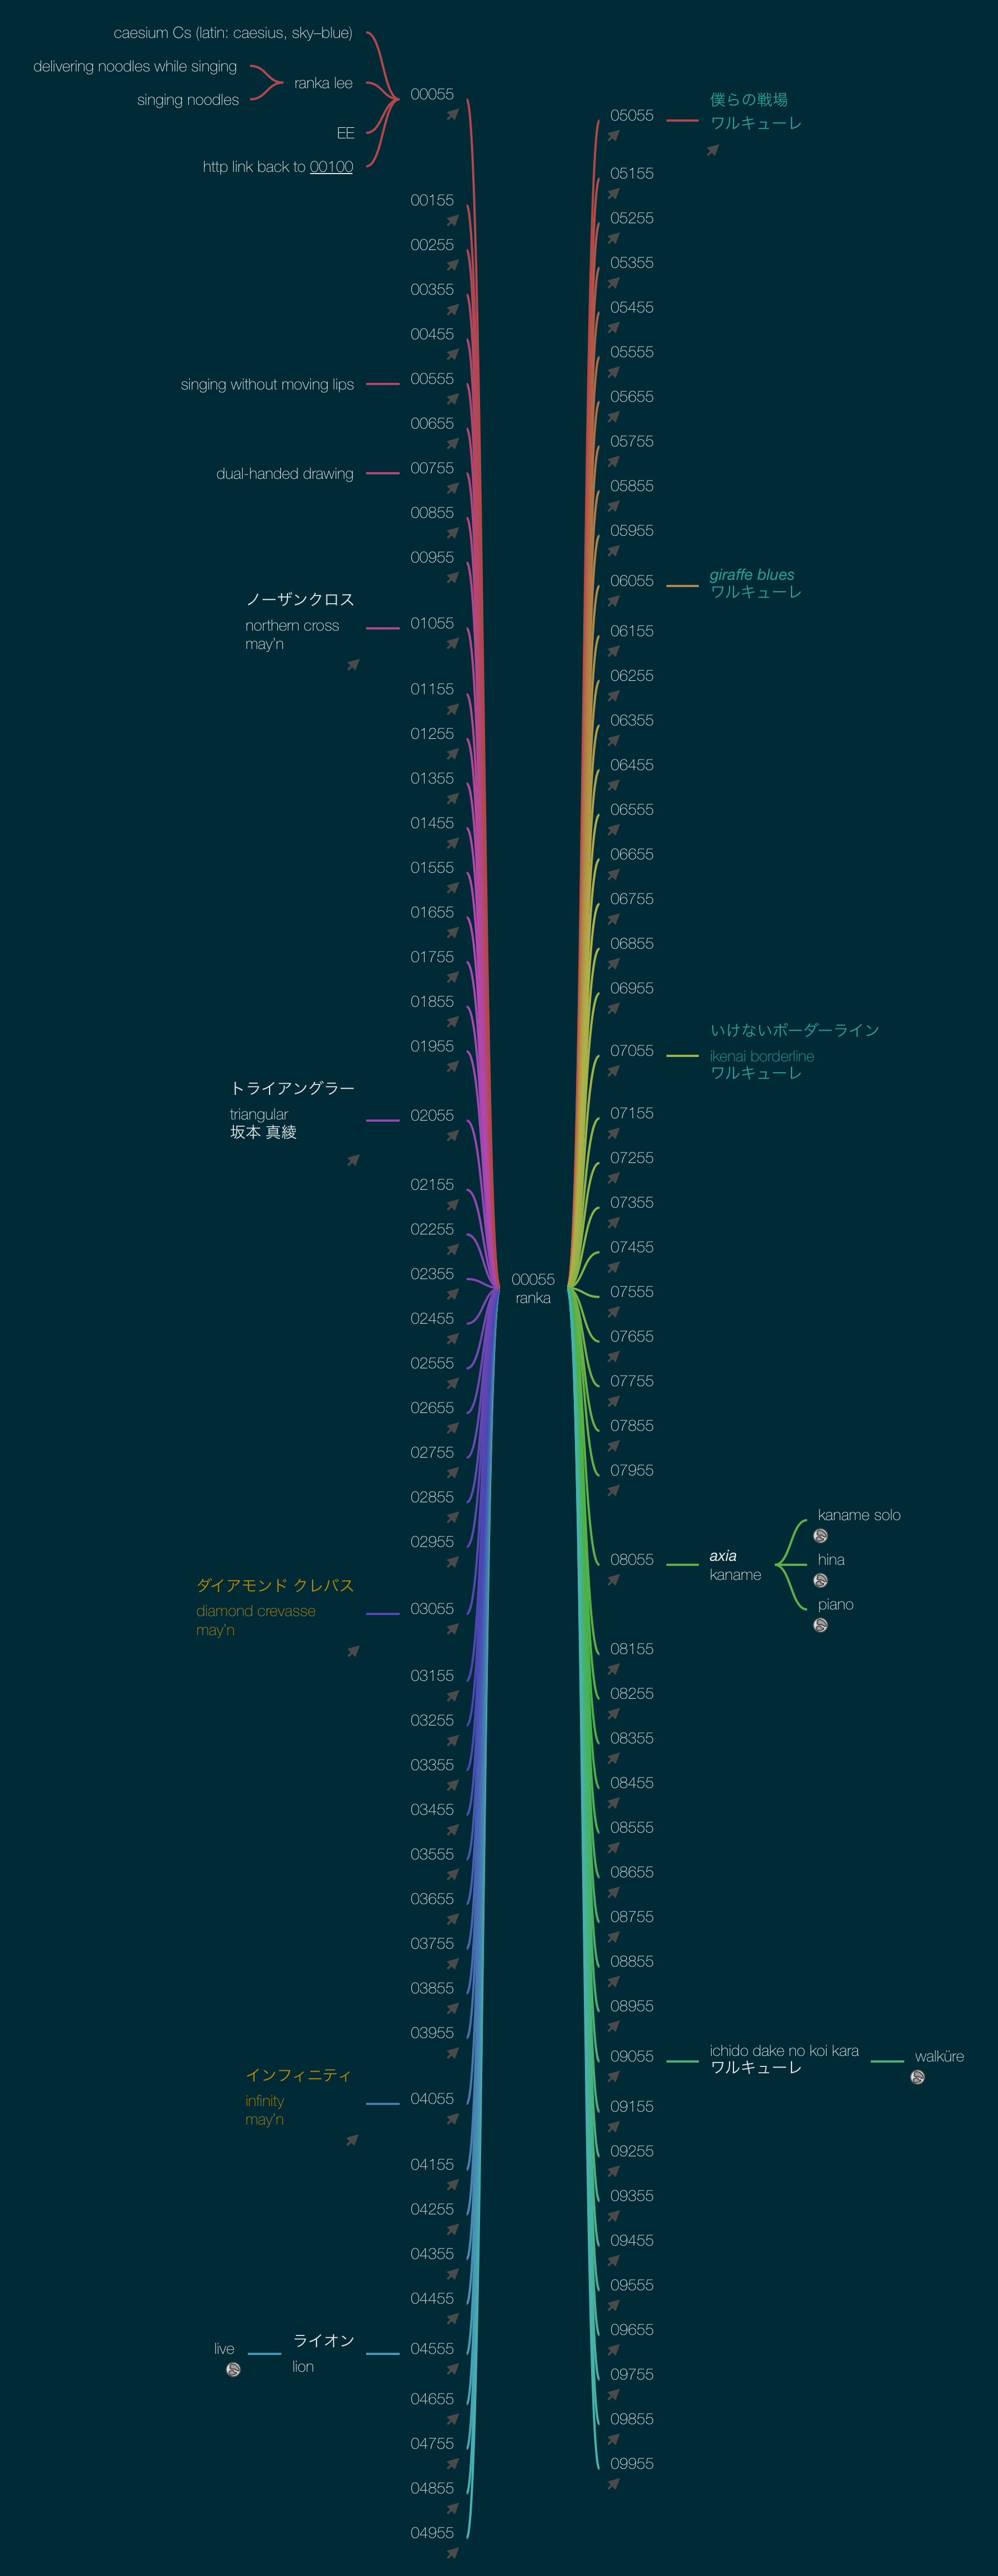 caesium Cs (latin: caesius, sky–blue)
delivering noodles while singing
singing noodles
ranka lee
EE
http link back to 00100
00055
00155
00255
00355
00455
singing without moving lips
00555
00655
dual-handed drawing
00755
00855
00955
ノーザンクロス
northern cross
may'n
01055
01155
01255
01355
01455
01555
01655
01755
01855
01955
トライアングラー
triangular
坂本 真綾
02055
02155
02255
02355
02455
02555
02655
02755
02855
02955
ダイアモンド クレバス
diamond crevasse
may'n
03055
03155
03255
03355
03455
03555
03655
03755
03855
03955
インフィニティ
infinity
may'n
04055
04155
04255
04355
04455
live
ライオン
lion
04555
04655
04755
04855
04955
00055
ranka
05055
僕らの戦場
ワルキューレ
05155
05255
05355
05455
05555
05655
05755
05855
05955
06055
giraffe blues
ワルキューレ
06155
06255
06355
06455
06555
06655
06755
06855
06955
07055
いけないボーダーライン
ikenai borderline
ワルキューレ
07155
07255
07355
07455
07555
07655
07755
07855
07955
08055
axia
kaname
kaname solo
hina
piano
08155
08255
08355
08455
08555
08655
08755
08855
08955
09055
ichido dake no koi kara
ワルキューレ
walküre
09155
09255
09355
09455
09555
09655
09755
09855
09955